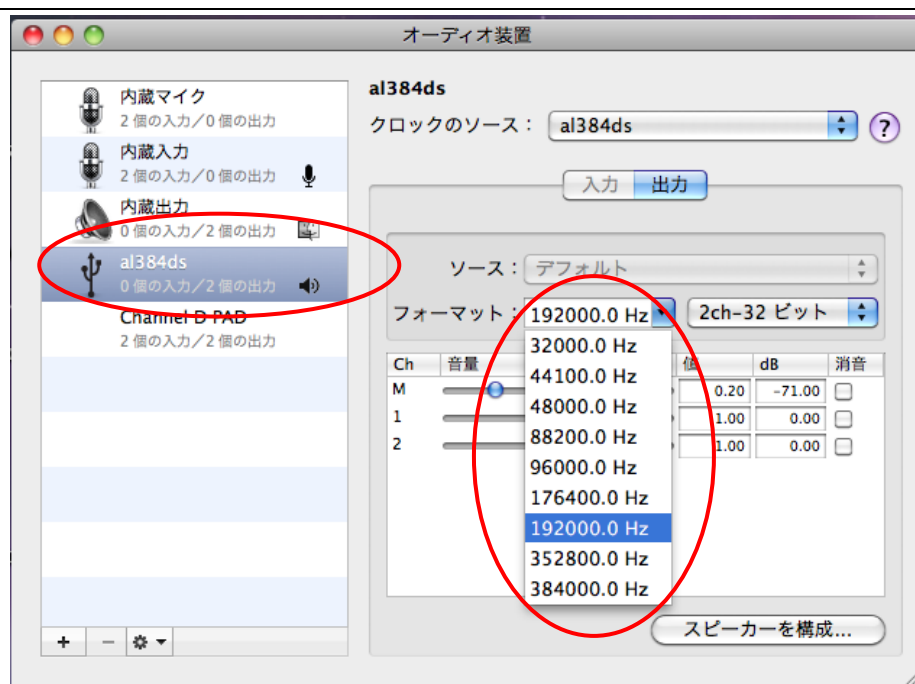 オーディオ装置
内蔵マイク
2 個の入力／0 個の出力
内蔵入力
2 個の入力／0 個の出力
内蔵出力
0 個の入力／2 個の出力
al384ds
0 個の入力／2 個の出力
Channel D PAD
2 個の入力／2 個の出力
+ −
al384ds
クロックのソース： al384ds ?
入力 出力
ソース： デフォルト
フォーマット： 192000.0 Hz 2ch-32 ビット
32000.0 Hz
44100.0 Hz
48000.0 Hz
88200.0 Hz
96000.0 Hz
176400.0 Hz
192000.0 Hz
352800.0 Hz
384000.0 Hz
Ch 音量 値 dB 消音
M 0.20 -71.00
1 1.00 0.00
2 1.00 0.00
スピーカーを構成...